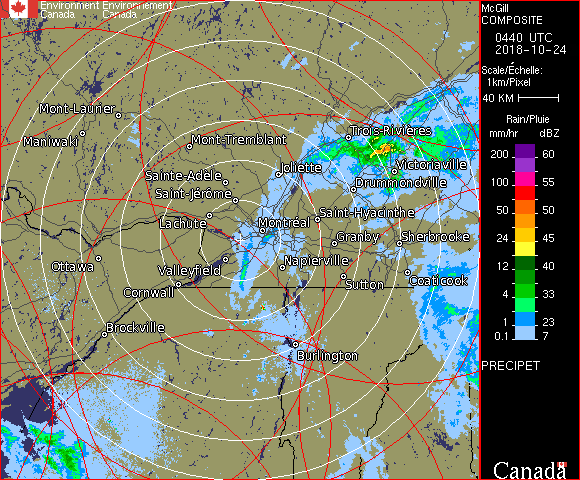 Environment Environnement
Canada Canada
McGill
COMPOSITE
0440 UTC
2018-10-24
Scale/Échelle:
1km/Pixel
40 KM
Rain/Pluie
mm/hr dBZ
200 60
100 55
50 50
24 45
12 40
4 33
2 23
0.1 7
PRECIPET
Canada
Mont-Laurier
Maniwaki
Mont-Tremblant
Trois-Rivières
Sainte-Adèle
Joliette
Victoriaville
Saint-Jérôme
Drummondville
Lachute
Montréal
Saint-Hyacinthe
Granby
Sherbrooke
Ottawa
Valleyfield
Napierville
Cornwall
Sutton
Coaticook
Brockville
Burlington